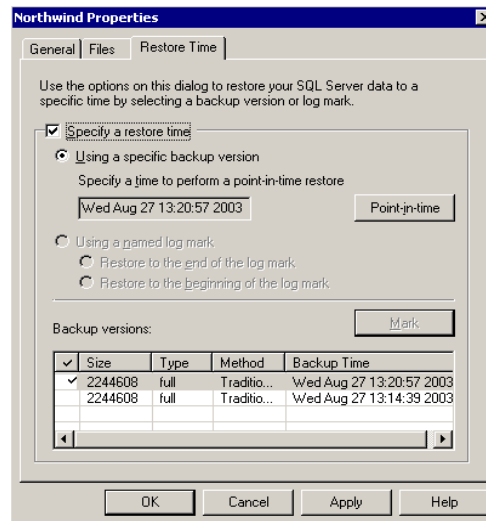 Northwind Properties
General Files Restore Time
Use the options on this dialog to restore your SQL Server data to a
specific time by selecting a backup version or log mark.
Specify a restore time
Using a specific backup version
Specify a time to perform a point-in-time restore
Wed Aug 27 13:20:57 2003 Point-in-time
Using a named log mark
Restore to the end of the log mark
Restore to the beginning of the log mark
Mark
Backup versions:
Size Type Method Backup Time
2244608 full Traditio... Wed Aug 27 13:20:57 2003
2244608 full Traditio... Wed Aug 27 13:14:39 2003
OK Cancel Apply Help